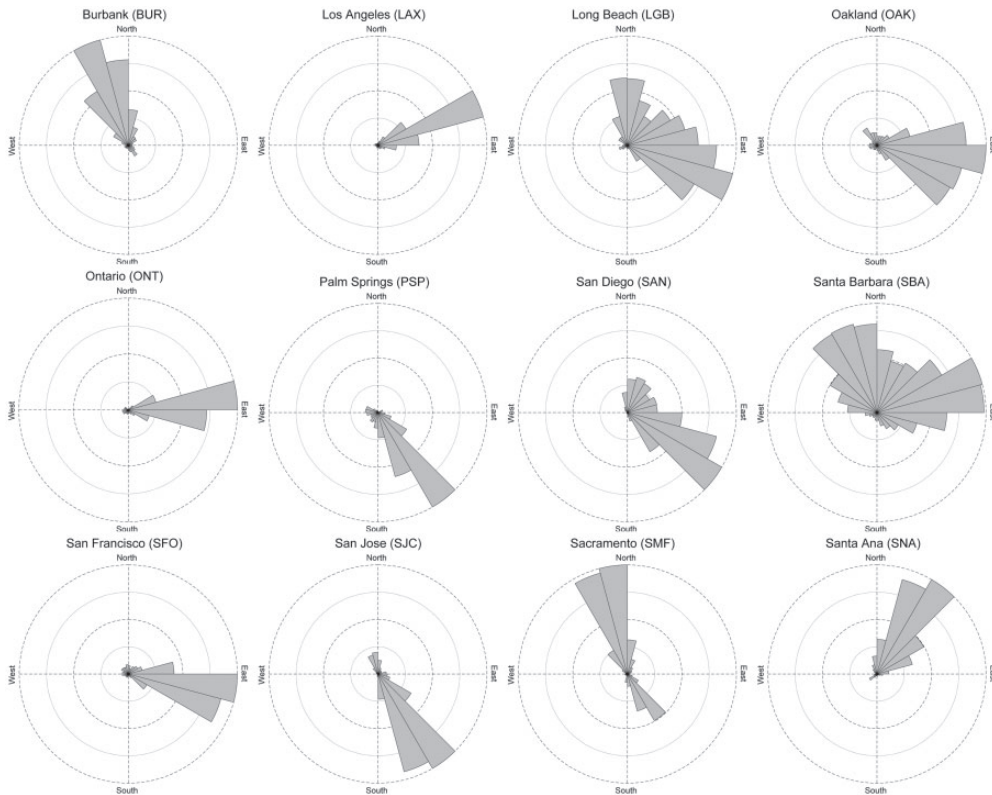 Burbank (BUR)
North
West
East
South
Los Angeles (LAX)
North
West
East
South
Long Beach (LGB)
North
West
East
South
Oakland (OAK)
North
West
East
South
Ontario (ONT)
North
West
East
South
Palm Springs (PSP)
North
West
East
South
San Diego (SAN)
North
West
East
South
Santa Barbara (SBA)
North
West
South
San Francisco (SFO)
North
West
East
South
San Jose (SJC)
North
West
East
South
Sacramento (SMF)
North
West
East
South
Santa Ana (SNA)
North
West
South